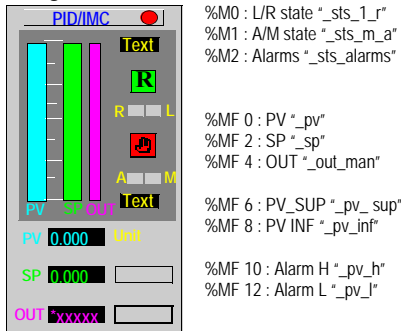 PID/IMC
Text
R
R L
A M
Text
PV SP OUT
PV 0.000 Unit
SP 0.000
OUT *xxxxx
%M0 : L/R state "_sts_1_r"
%M1 : A/M state "_sts_m_a"
%M2 : Alarms "_sts_alarms"
%MF 0 : PV "_pv"
%MF 2 : SP "_sp"
%MF 4 : OUT "_out_man"
%MF 6 : PV_SUP "_pv_ sup"
%MF 8 : PV INF "_pv_inf"
%MF 10 : Alarm H "_pv_h"
%MF 12 : Alarm L "_pv_l"